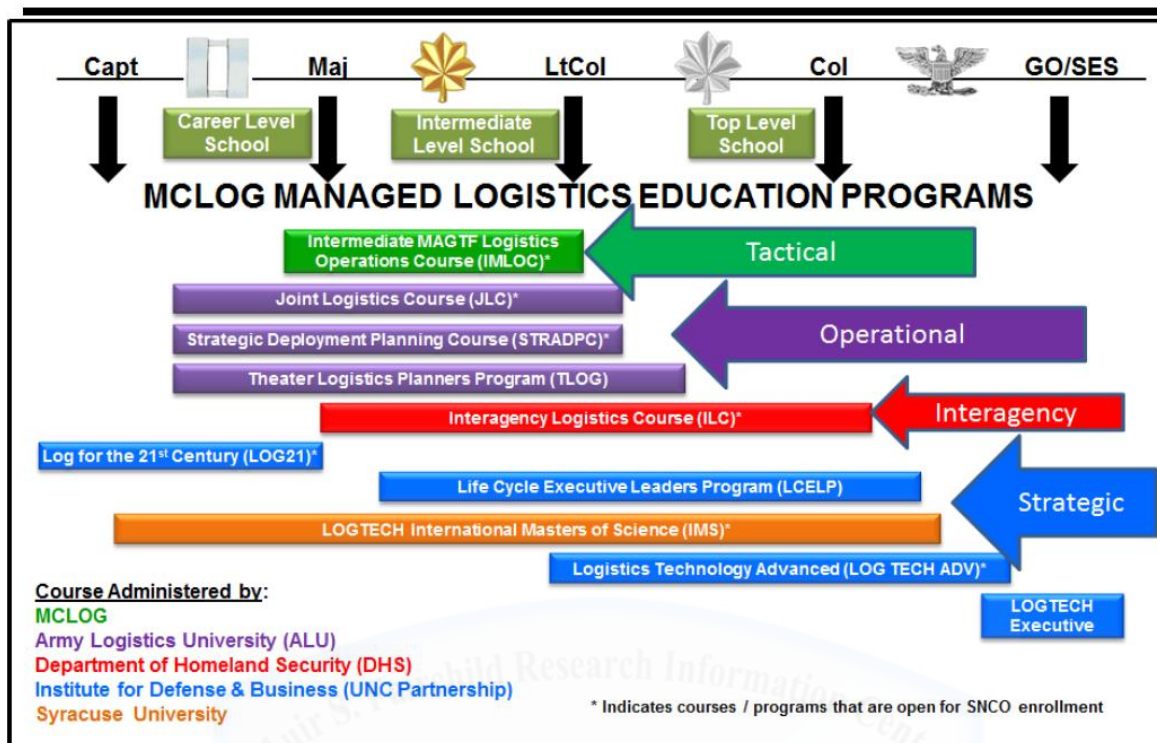 Capt Maj LtCol Col GO/SES
Career Level
School
Intermediate
Level School
Top Level
School
MCLOG MANAGED LOGISTICS EDUCATION PROGRAMS
Intermediate MAGTF Logistics
Operations Course (IMLOC)*
Tactical
Joint Logistics Course (JLC)*
Strategic Deployment Planning Course (STRADPC)*
Operational
Theater Logistics Planners Program (TLOG)
Interagency Logistics Course (ILC)*
Interagency
Log for the 21st Century (LOG21)*
Life Cycle Executive Leaders Program (LCELP)
Strategic
LOGTECH International Masters of Science (IMS)*
Logistics Technology Advanced (LOG TECH ADV)*
LOGTECH
Executive
Course Administered by:
MCLOG
Army Logistics University (ALU)
Department of Homeland Security (DHS)
Institute for Defense & Business (UNC Partnership)
Syracuse University
* Indicates courses / programs that are open for SNCO enrollment
Research Information